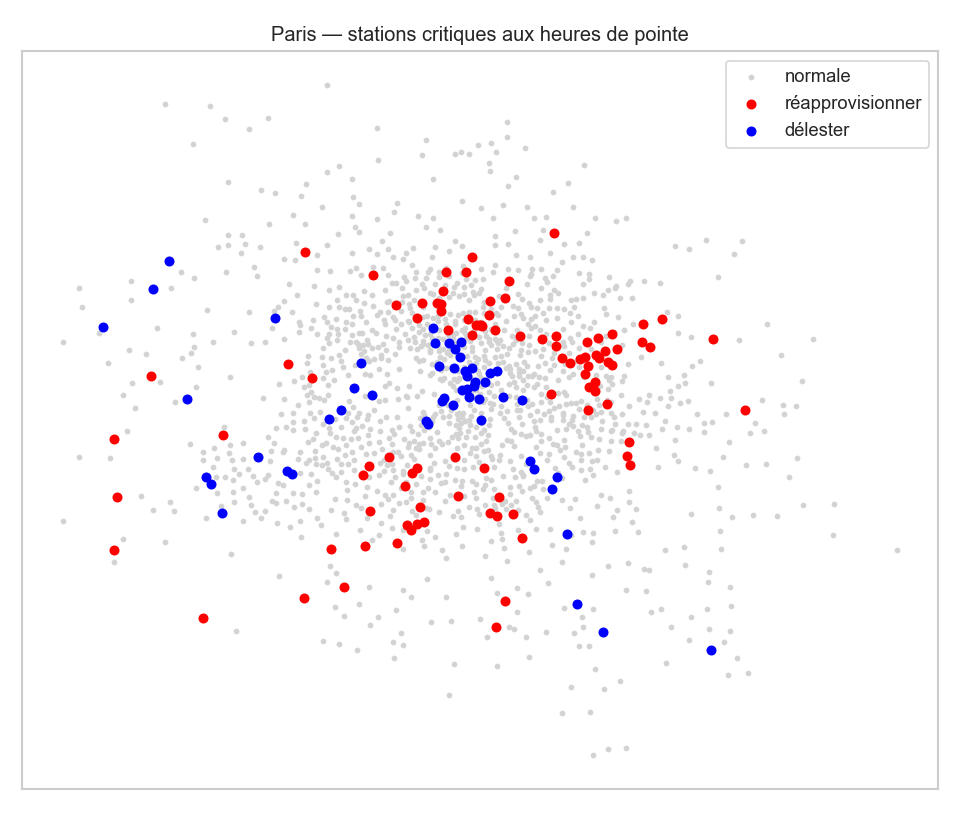 Paris — stations critiques aux heures de pointe
normale
réapprovisionner
délester